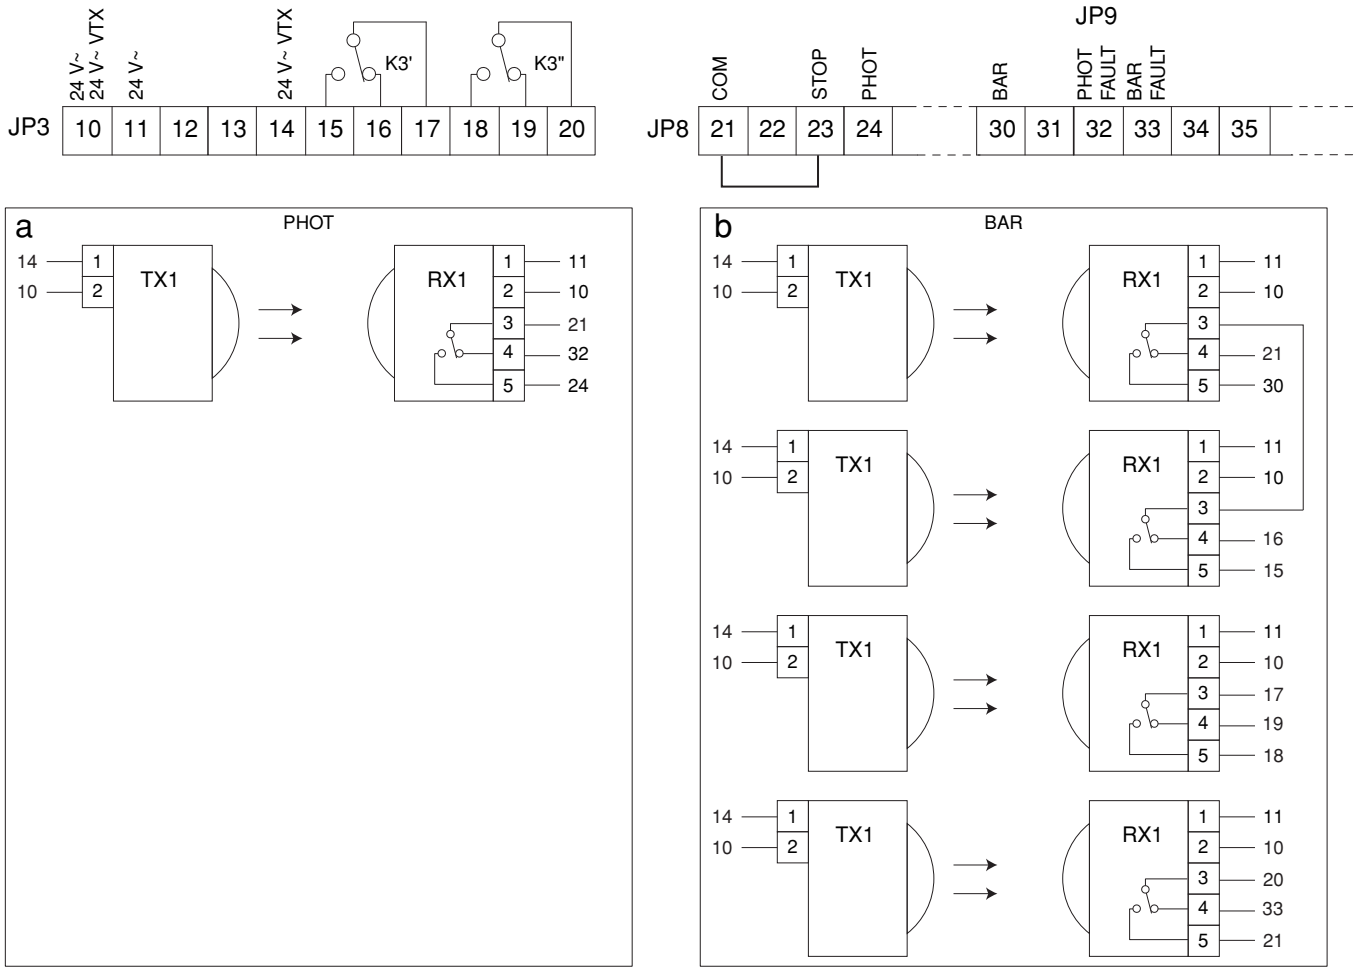 JP9
24 V~
24 V~ VTX
24 V~
24 V~ VTX
K3'
K3"
COM
STOP
PHOT
BAR
PHOT
FAULT
BAR
FAULT
JP3 10 11 12 13 14 15 16 17 18 19 20
JP8 21 22 23 24 30 31 32 33 34 35
a PHOT
14 1 TX1 RX1 1 11
10 2 2 10
3 21
4 32
5 24
b BAR
14 1 TX1 RX1 1 11
10 2 2 10
3
4 21
5 30
14 1 TX1 RX1 1 11
10 2 2 10
3
4 16
5 15
14 1 TX1 RX1 1 11
10 2 2 10
3 17
4 19
5 18
14 1 TX1 RX1 1 11
10 2 2 10
3 20
4 33
5 21